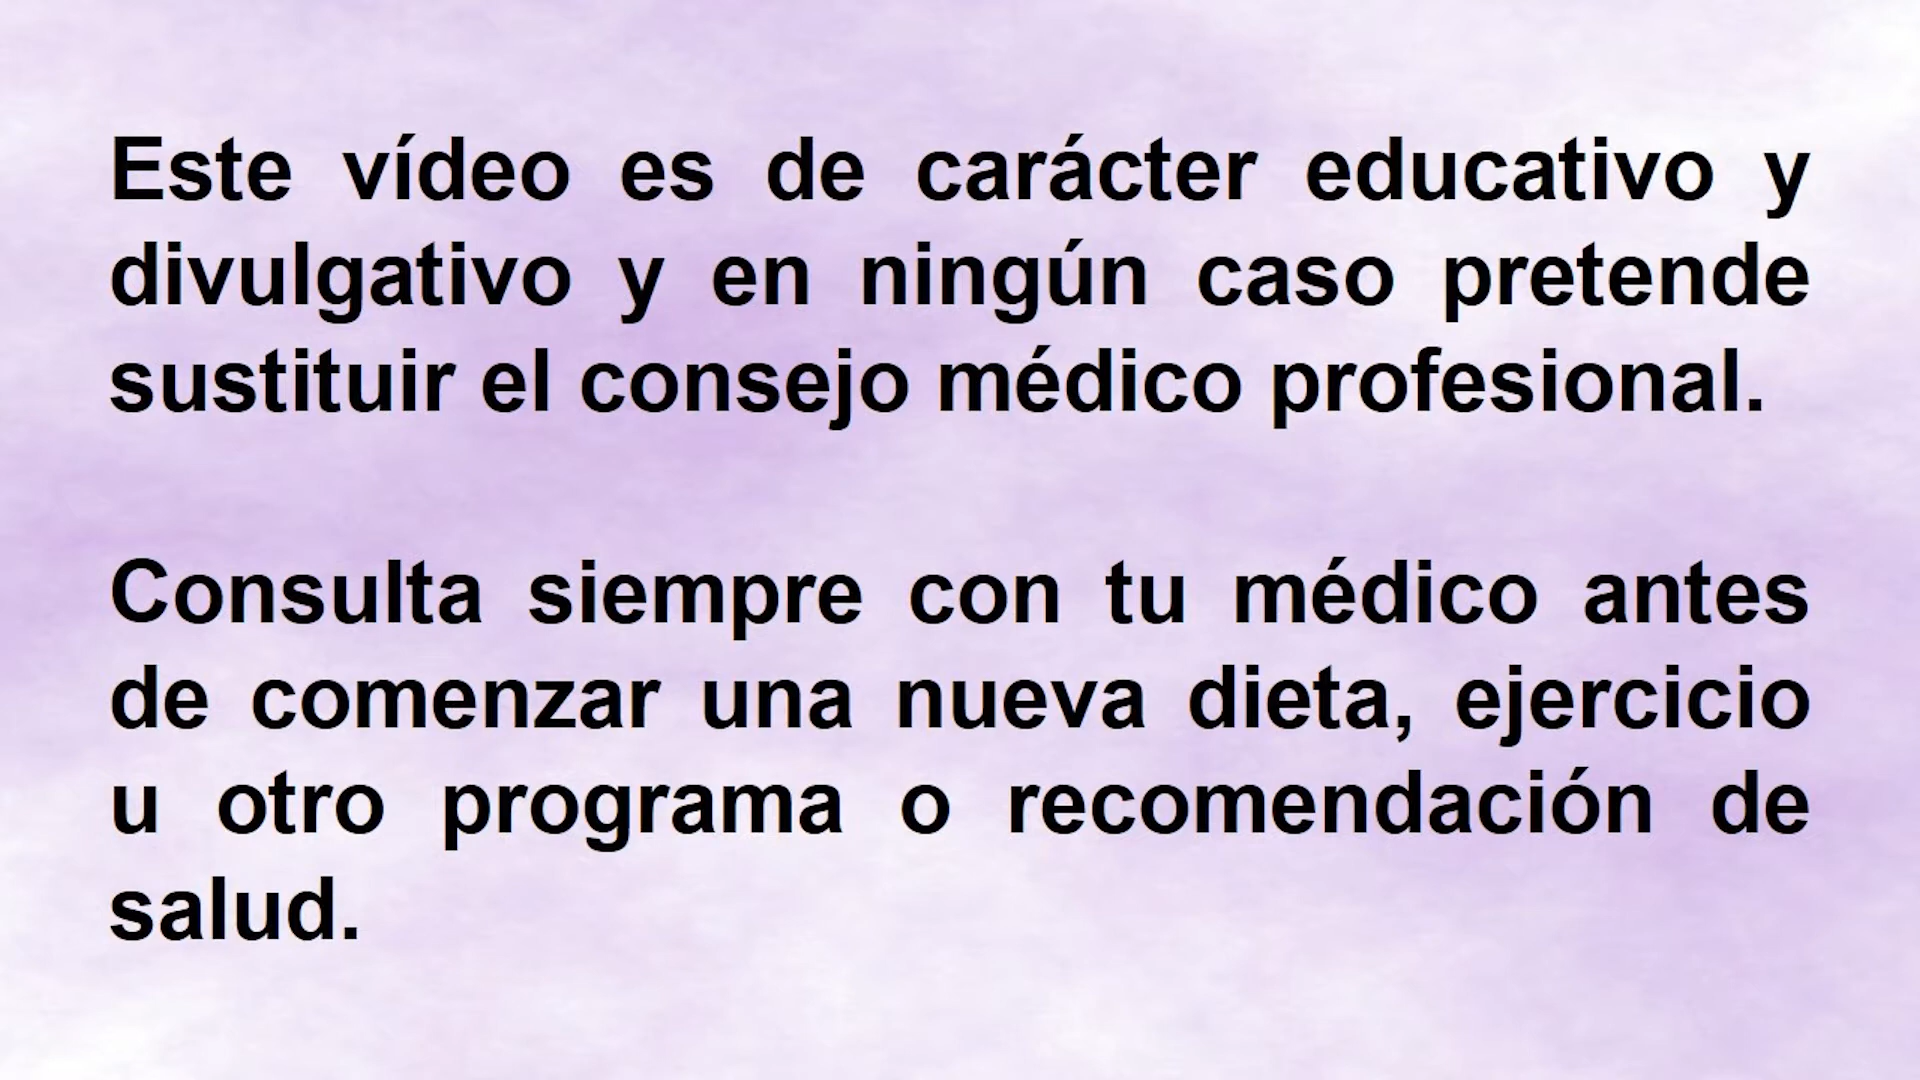 Este vídeo es de carácter educativo y
divulgativo y en ningún caso pretende
sustituir el consejo médico profesional.
Consulta siempre con tu médico antes
de comenzar una nueva dieta, ejercicio
u otro programa o recomendación de
salud.